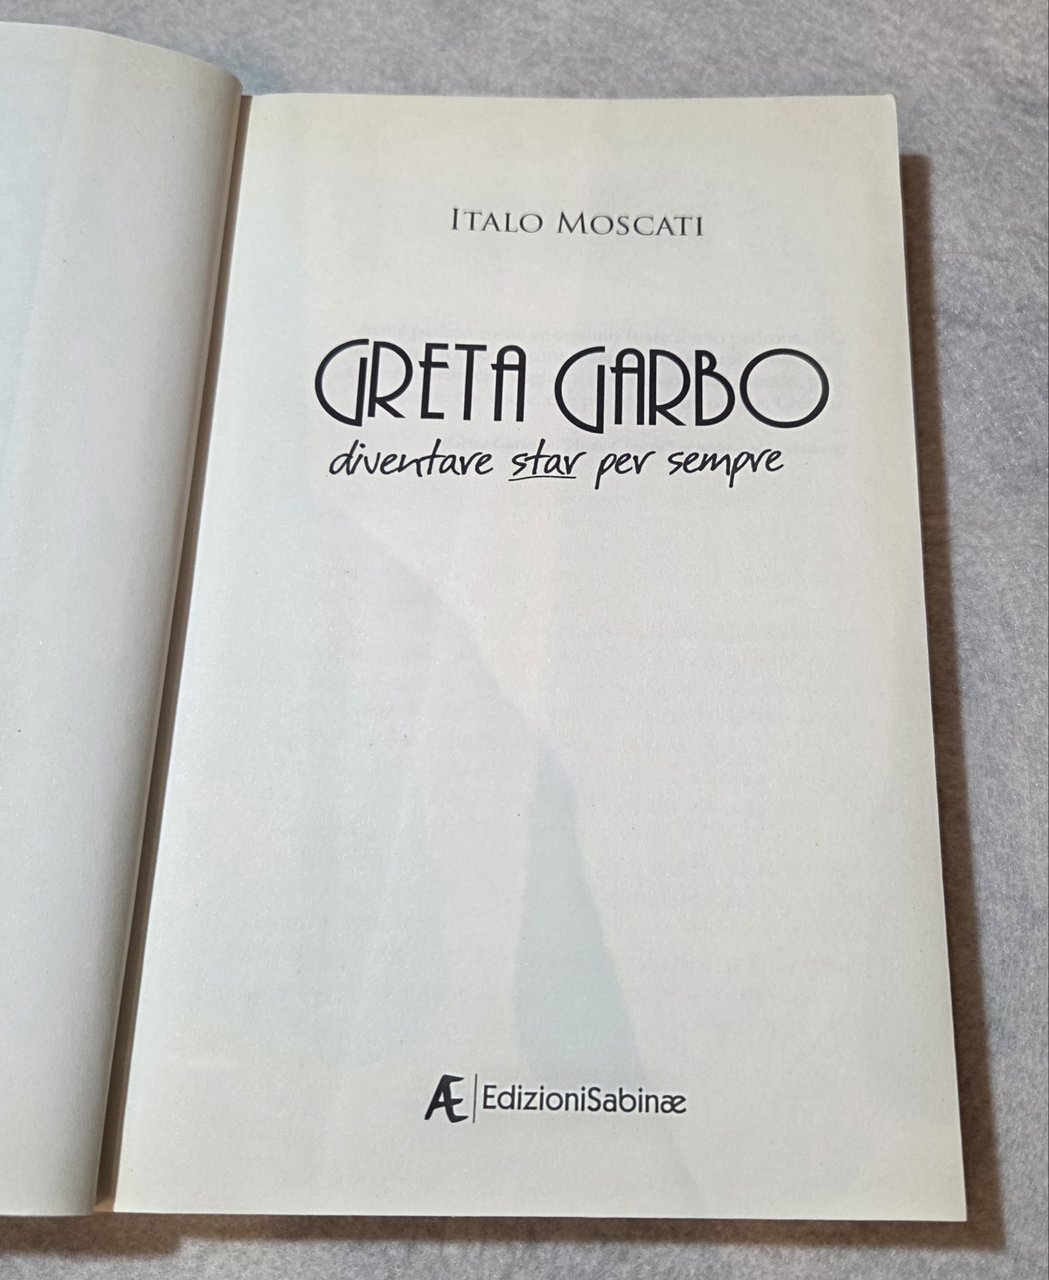 ITALO MOSCATI
GRETA GARBO
diventare star per sempre
Æ EdizioniSabinæ